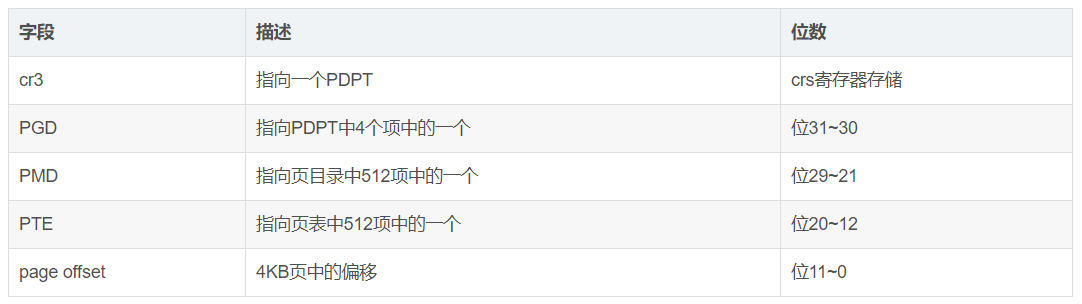 字段 描述 位数
cr3 指向一个PDPT crs寄存器存储
PGD 指向PDPT中4个项中的一个 位31~30
PMD 指向页目录中512项中的一个 位29~21
PTE 指向页表中512项中的一个 位20~12
page offset 4KB页中的偏移 位11~0